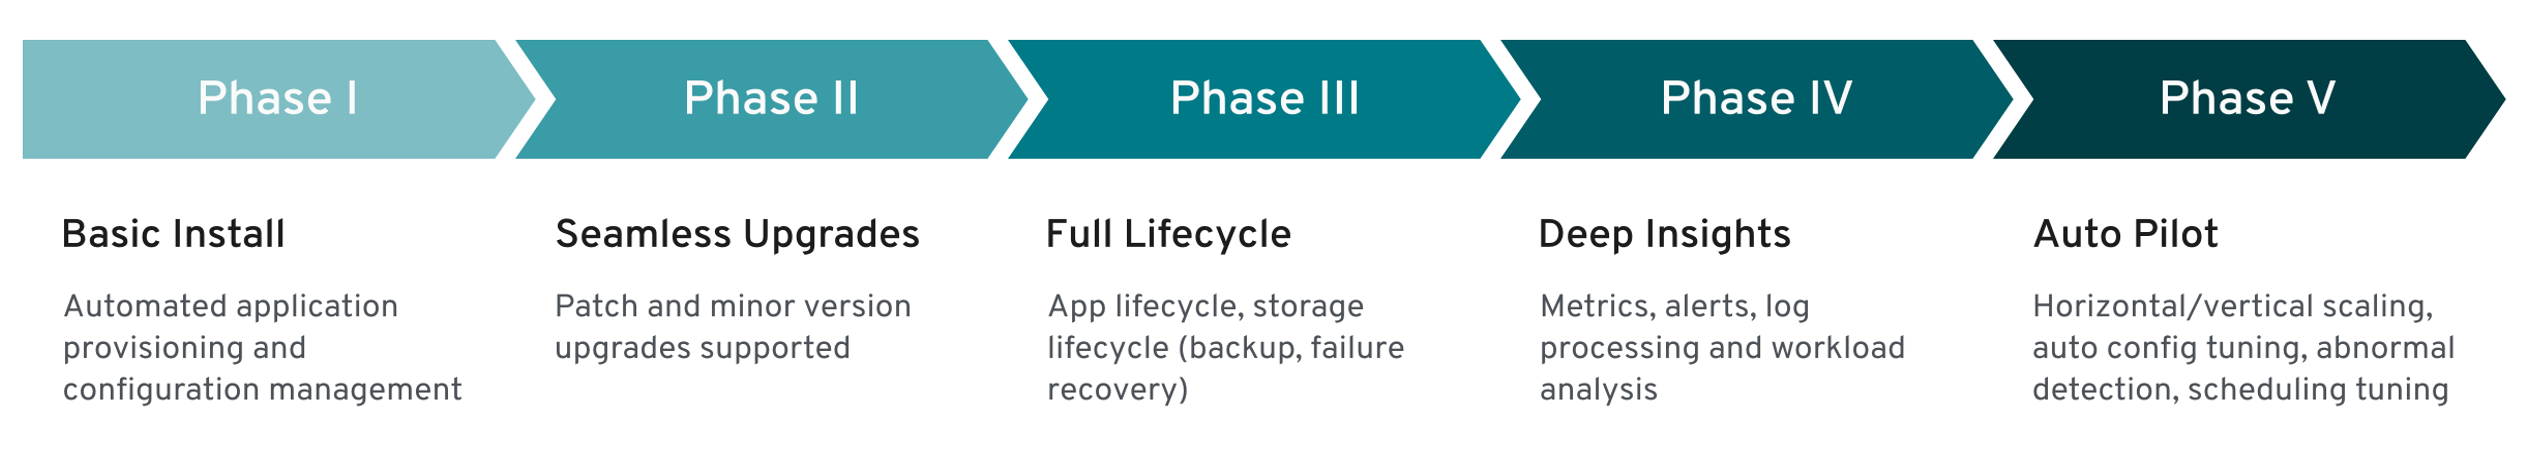 Phase I
Phase II
Phase III
Phase IV
Phase V
Basic Install
Automated application
provisioning and
configuration management
Seamless Upgrades
Patch and minor version
upgrades supported
Full Lifecycle
App lifecycle, storage
lifecycle (backup, failure
recovery)
Deep Insights
Metrics, alerts, log
processing and workload
analysis
Auto Pilot
Horizontal/vertical scaling,
auto config tuning, abnormal
detection, scheduling tuning